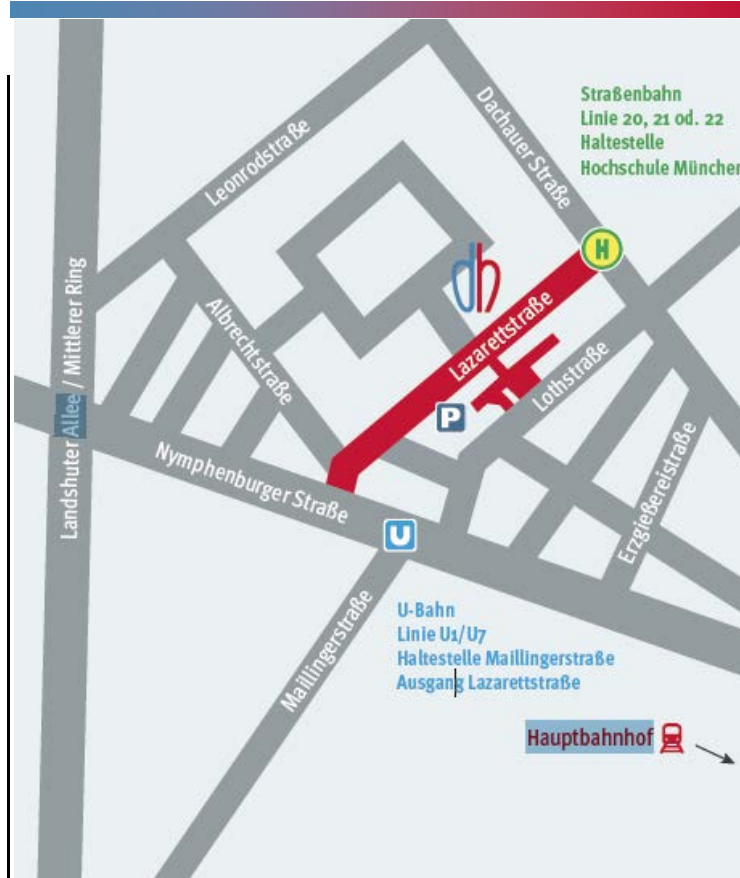 Straßenbahn
Linie 20, 21 od. 22
Haltestelle
Hochschule München
H
Dachauer Straße
Leonrodstraße
dh
Landshuter Allee / Mittlerer Ring
Albrechtstraße
Lazarettstraße
Lothstraße
P
Nymphenburger Straße
Erzgießereistraße
U
Maillingerstraße
U-Bahn
Linie U1/U7
Haltestelle Maillingerstraße
Ausgang Lazarettstraße
Hauptbahnhof